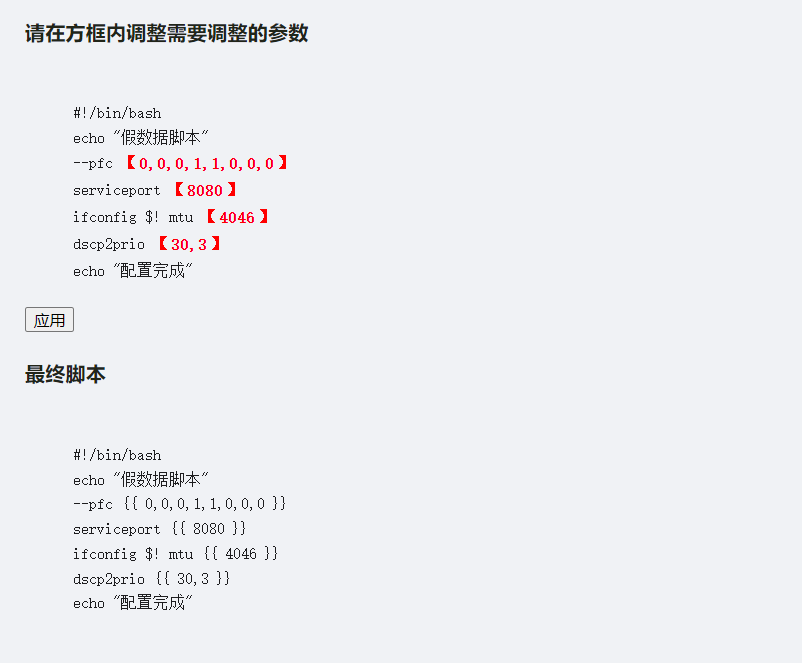 请在方框内调整需要调整的参数
#!/bin/bash
echo "假数据脚本"
--pfc 【0,0,0,1,1,0,0,0】
serviceport 【8080】
ifconfig $! mtu 【4046】
dscp2prio 【30,3】
echo "配置完成"
应用
最终脚本
#!/bin/bash
echo "假数据脚本"
--pfc {{ 0,0,0,1,1,0,0,0 }}
serviceport {{ 8080 }}
ifconfig $! mtu {{ 4046 }}
dscp2prio {{ 30,3 }}
echo "配置完成"